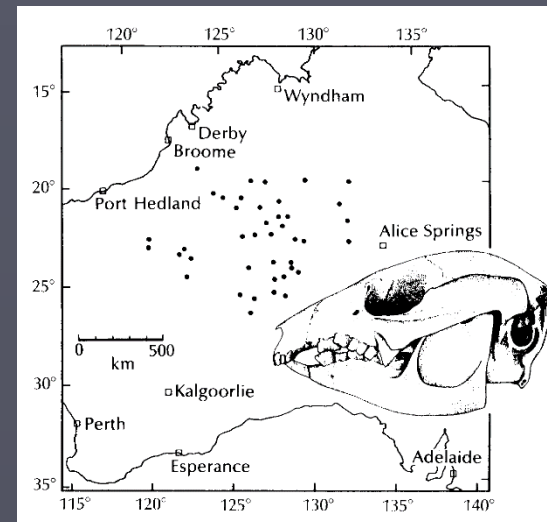 120° 125° 130° 135°
15°
Wyndham
Derby
Broome
20°
Port Hedland
Alice Springs
25°
0 500
km
30°
Kalgoorlie
Perth
Esperance
Adelaide
35°
115° 120° 125° 130° 135° 140°